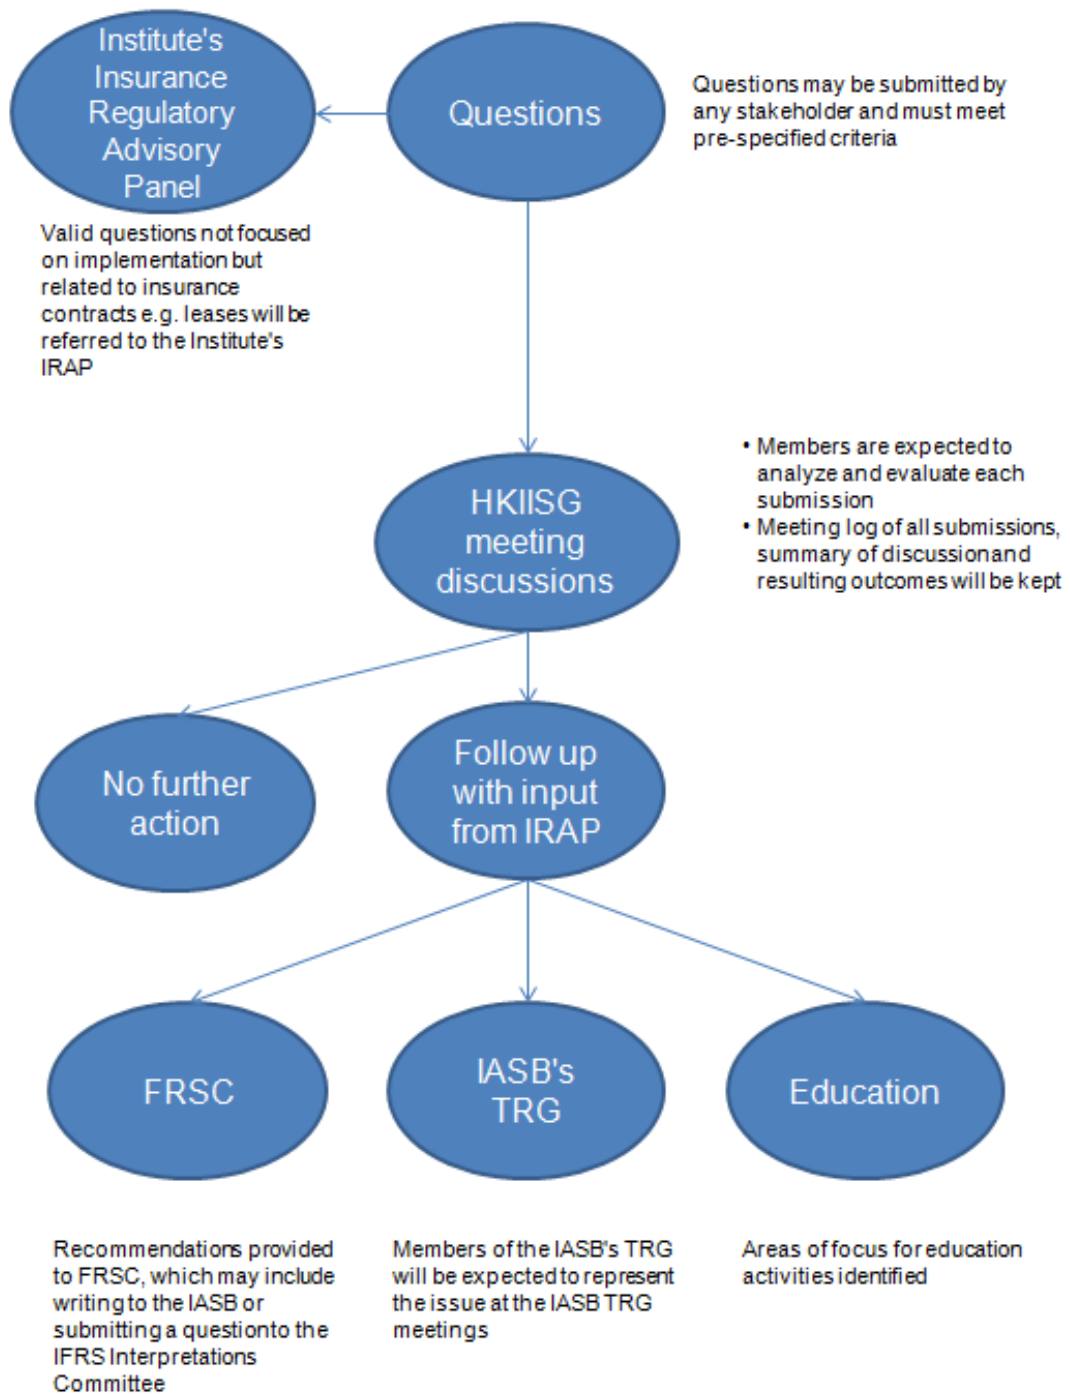 Institute's
Insurance
Regulatory
Advisory
Panel
Questions
Questions may be submitted by
any stakeholder and must meet
pre-specified criteria
Valid questions not focused
on implementation but
related to insurance
contracts e.g. leases will be
referred to the Institute's
IRAP
HKIISG
meeting
discussions
• Members are expected to
analyze and evaluate each
submission
• Meeting log of all submissions,
summary of discussion and
resulting outcomes will be kept
No further
action
Follow up
with input
from IRAP
FRSC
IASB's
TRG
Education
Recommendations provided
to FRSC, which may include
writing to the IASB or
submitting a question to the
IFRS Interpretations
Committee
Members of the IASB's TRG
will be expected to represent
the issue at the IASB TRG
meetings
Areas of focus for education
activities identified